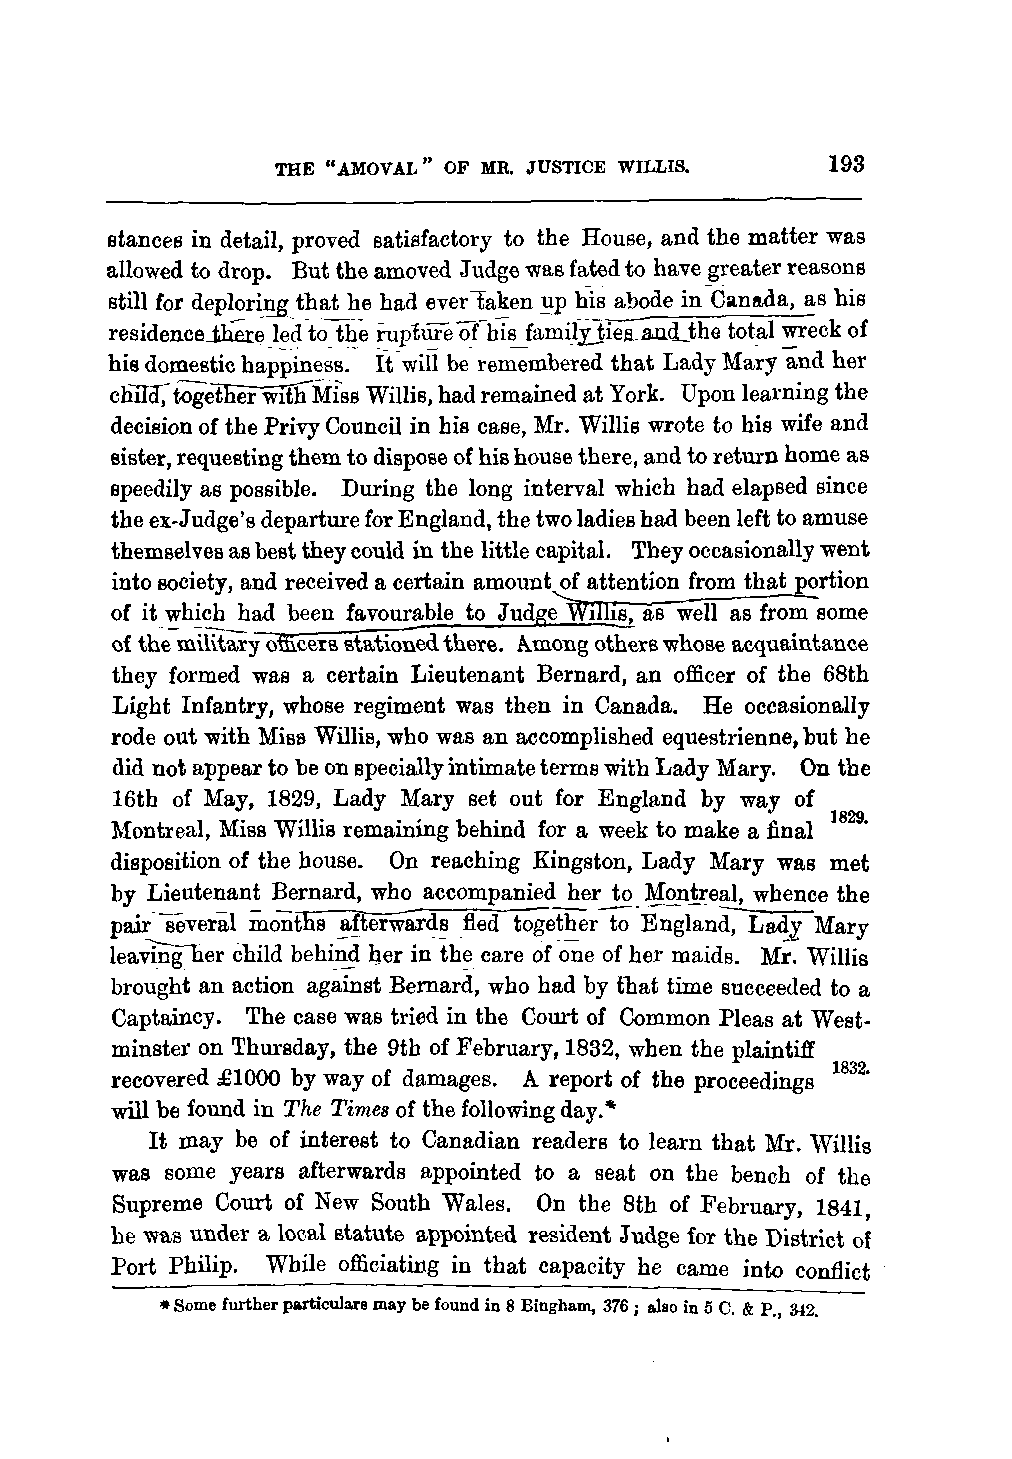 THE "AMOVAL" OF MR. JUSTICE WILLIS. 193
stances in detail, proved satisfactory to the House, and the matter was
allowed to drop. But the amoved Judge was fated to have greater reasons
still for deploring that he had ever taken up his abode in Canada, as his
residence there led to the rupture of his family ties and the total wreck of
his domestic happiness. It will be remembered that Lady Mary and her
child, together with Miss Willis, had remained at York. Upon learning the
decision of the Privy Council in his case, Mr. Willis wrote to his wife and
sister, requesting them to dispose of his house there, and to return home as
speedily as possible. During the long interval which had elapsed since
the ex-Judge's departure for England, the two ladies had been left to amuse
themselves as best they could in the little capital. They occasionally went
into society, and received a certain amount of attention from that portion
of it which had been favourable to Judge Willis, as well as from some
of the military officers stationed there. Among others whose acquaintance
they formed was a certain Lieutenant Bernard, an officer of the 68th
Light Infantry, whose regiment was then in Canada. He occasionally
rode out with Miss Willis, who was an accomplished equestrienne, but he
did not appear to be on specially intimate terms with Lady Mary. On the
16th of May, 1829, Lady Mary set out for England by way of
1829.
Montreal, Miss Willis remaining behind for a week to make a final
disposition of the house. On reaching Kingston, Lady Mary was met
by Lieutenant Bernard, who accompanied her to Montreal, whence the
pair several months afterwards fled together to England, Lady Mary
leaving her child behind her in the care of one of her maids. Mr. Willis
brought an action against Bernard, who had by that time succeeded to a
Captaincy. The case was tried in the Court of Common Pleas at West-
minster on Thursday, the 9th of February, 1832, when the plaintiff
1832.
recovered £1000 by way of damages. A report of the proceedings
will be found in The Times of the following day.*
It may be of interest to Canadian readers to learn that Mr. Willis
was some years afterwards appointed to a seat on the bench of the
Supreme Court of New South Wales. On the 8th of February, 1841,
he was under a local statute appointed resident Judge for the District of
Port Philip. While officiating in that capacity he came into conflict
* Some further particulars may be found in 8 Bingham, 376 ; also in 5 C. & P., 342.